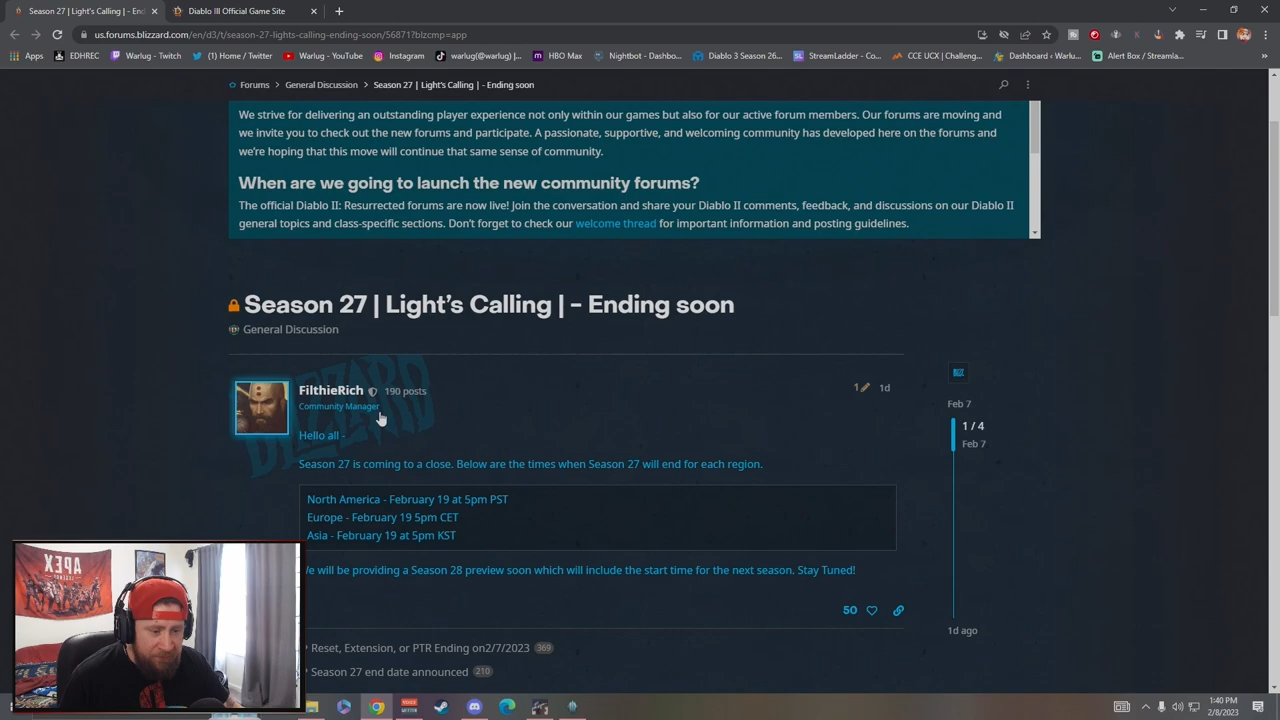 Season 27 | Light's Calling | - En
Diablo III Official Game Site
us.forums.blizzard.com/en/d3/t/season-27-lights-calling-ending-soon/56871?blzcmp=app
Apps
EDHREC
Warlug - Twitch
(1) Home / Twitter
Warlug - YouTube
Instagram
warlug(@warlug) |...
HBO Max
Nightbot - Dashbo...
Diablo 3 Season 26...
StreamLadder - Co...
CCE UCX | Challeng...
Dashboard ‹ Warlu...
Alert Box / Streamla...
Forums › General Discussion › Season 27 | Light's Calling | - Ending soon
We strive for delivering an outstanding player experience not only within our games but also for our active forum members. Our forums are moving and
we invite you to check out the new forums and participate. A passionate, supportive, and welcoming community has developed here on the forums and
we're hoping that this move will continue that same sense of community.
When are we going to launch the new community forums?
The official Diablo II: Resurrected forums are now live! Join the conversation and share your Diablo II comments, feedback, and discussions on our Diablo II
general topics and class-specific sections. Don't forget to check our welcome thread for important information and posting guidelines.
Season 27 | Light's Calling | - Ending soon
General Discussion
FilthieRich 190 posts
1 1d
Community Manager
BLIZZARD
Hello all -
Season 27 is coming to a close. Below are the times when Season 27 will end for each region.
North America - February 19 at 5pm PST
Europe - February 19 5pm CET
Asia - February 19 at 5pm KST
We will be providing a Season 28 preview soon which will include the start time for the next season. Stay Tuned!
50
Reset, Extension, or PTR Ending on2/7/2023 369
Season 27 end date announced 210
Feb 7
1 / 4
Feb 7
1d ago
APEX
LEGENDS
1:40 PM
2/8/2023